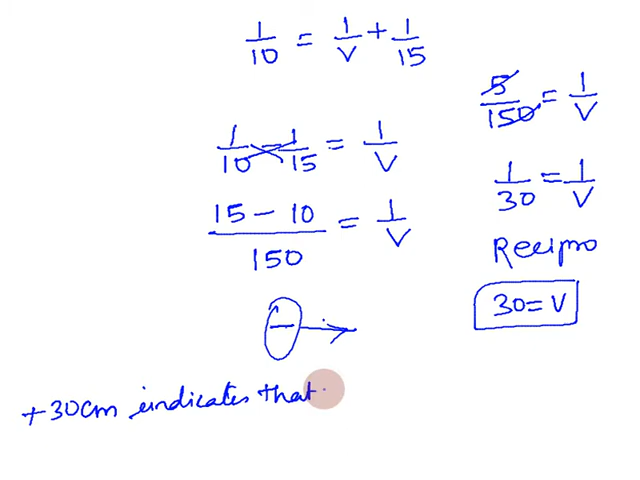 1/10 = 1/V + 1/15
1/10 - 1/15 = 1/V
15 - 10/150 = 1/V
5/150 = 1/V
1/30 = 1/V
Recipro
30 = V
+30cm indicates that